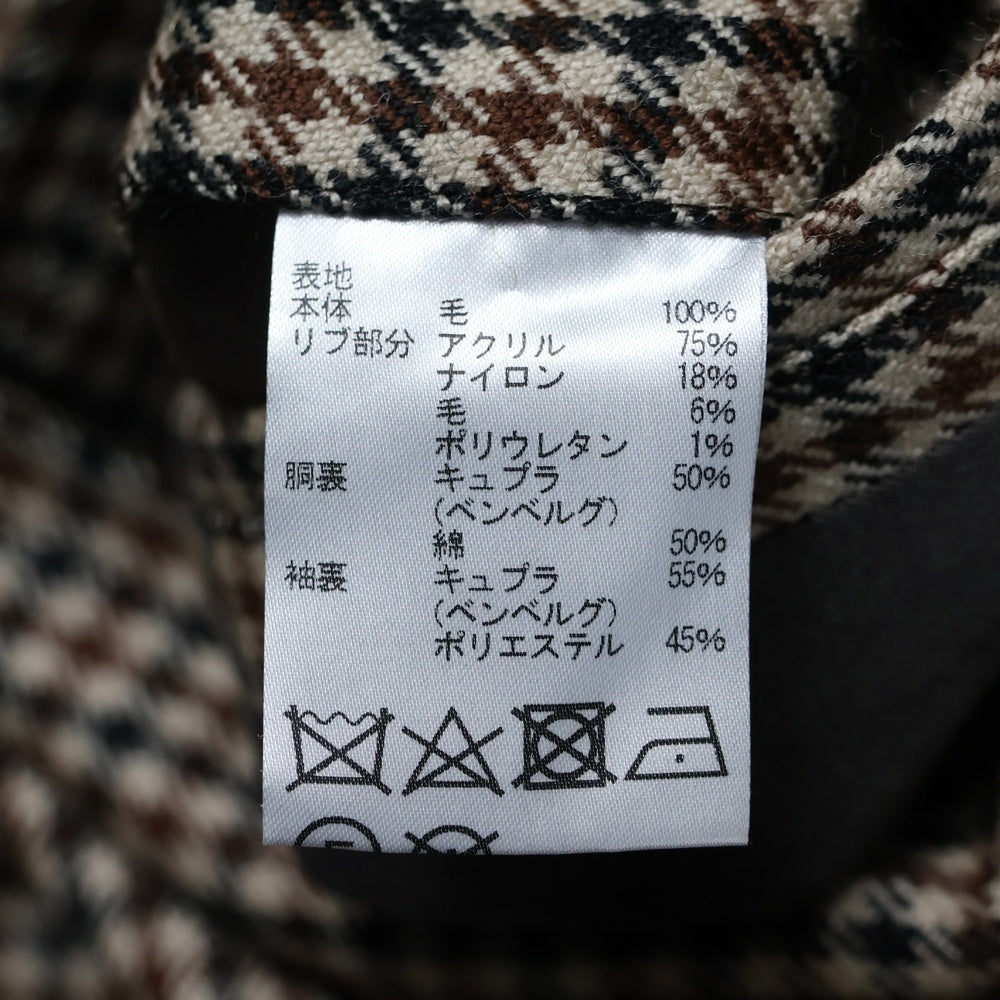 表地
本体 毛 100%
リブ部分 アクリル 75%
ナイロン 18%
毛 6%
ポリウレタン 1%
胴裏 キュプラ 50%
(ベンベルグ)
綿 50%
袖裏 キュプラ 55%
(ベンベルグ)
ポリエステル 45%